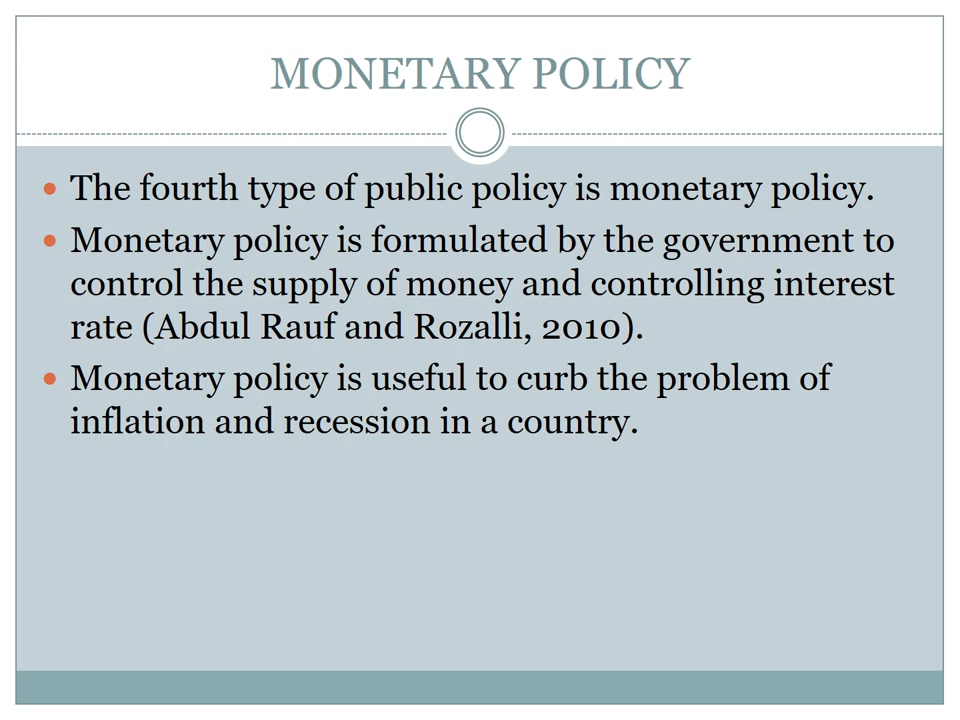 MONETARY POLICY
• The fourth type of public policy is monetary policy.
• Monetary policy is formulated by the government to
control the supply of money and controlling interest
rate (Abdul Rauf and Rozalli, 2010).
• Monetary policy is useful to curb the problem of
inflation and recession in a country.